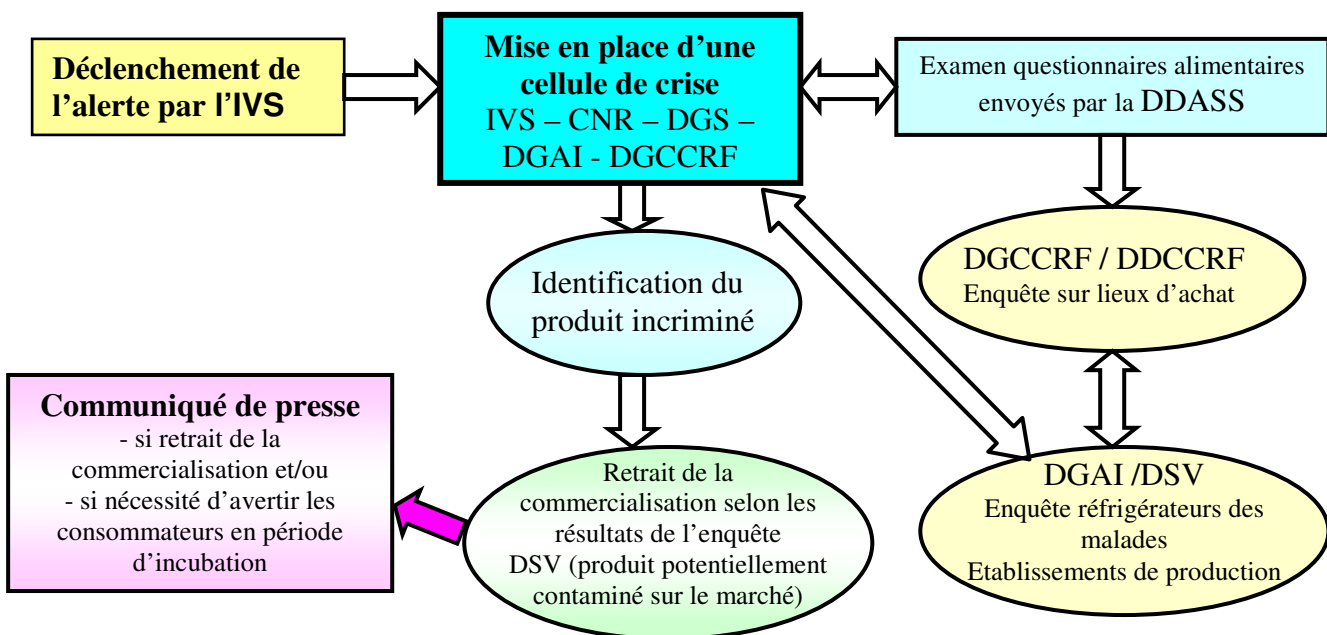 Déclenchement de
l'alerte par l'IVS
Mise en place d'une
cellule de crise
IVS – CNR – DGS –
DGAI - DGCCRF
Examen questionnaires alimentaires
envoyés par la DDASS
DGCCRF / DDCCRF
Enquête sur lieux d'achat
Identification du
produit incriminé
Communiqué de presse
- si retrait de la
commercialisation et/ou
- si nécessité d'avertir les
consommateurs en période
d'incubation
Retrait de la
commercialisation selon les
résultats de l'enquête
DSV (produit potentiellement
contaminé sur le marché)
DGAI /DSV
Enquête réfrigérateurs des
malades
Etablissements de production